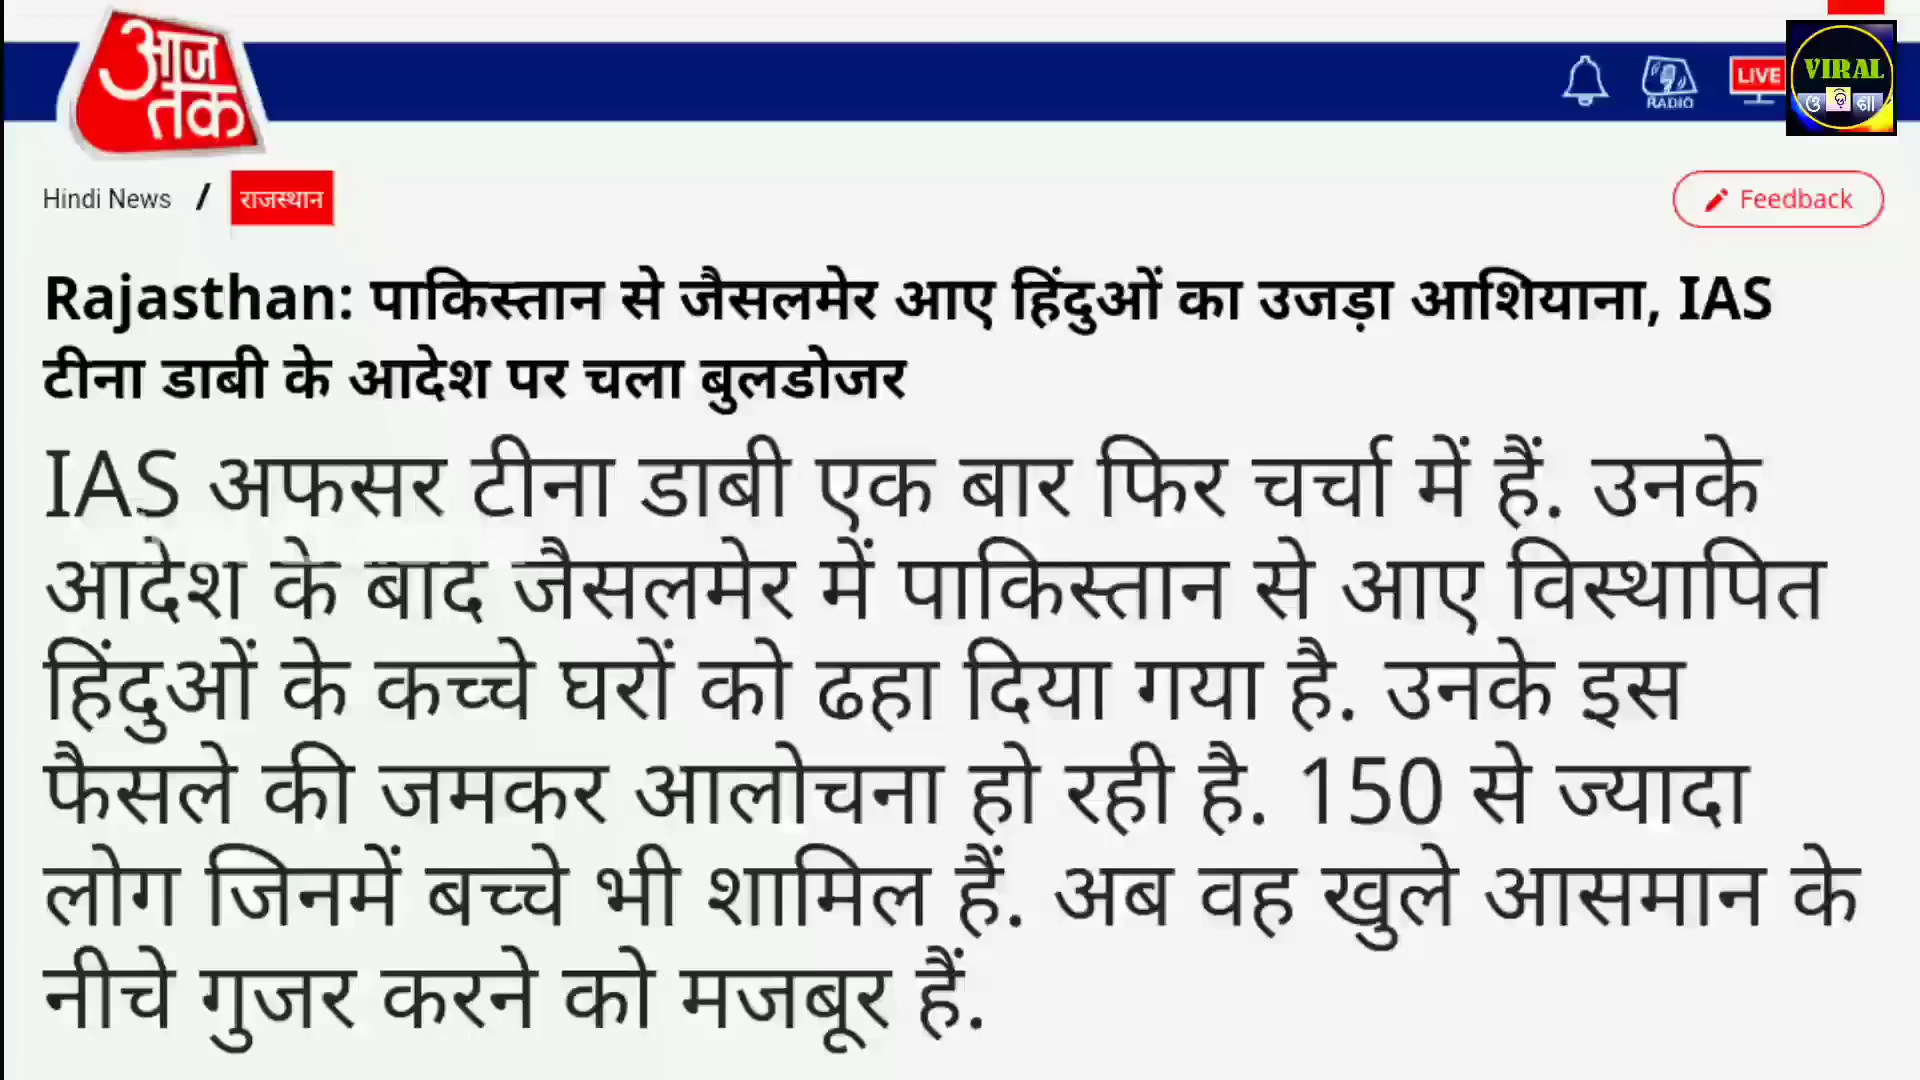 आज
तक
RADIO
LIVE
VIRAL
ଓଡ଼ିଶା
Hindi News / राजस्थान
Feedback
Rajasthan: पाकिस्तान से जैसलमेर आए हिंदुओं का उजड़ा आशियाना, IAS
टीना डाबी के आदेश पर चला बुलडोजर
IAS अफसर टीना डाबी एक बार फिर चर्चा में हैं. उनके
आदेश के बाद जैसलमेर में पाकिस्तान से आए विस्थापित
हिंदुओं के कच्चे घरों को ढहा दिया गया है. उनके इस
फैसले की जमकर आलोचना हो रही है. 150 से ज्यादा
लोग जिनमें बच्चे भी शामिल हैं. अब वह खुले आसमान के
नीचे गुजर करने को मजबूर हैं.